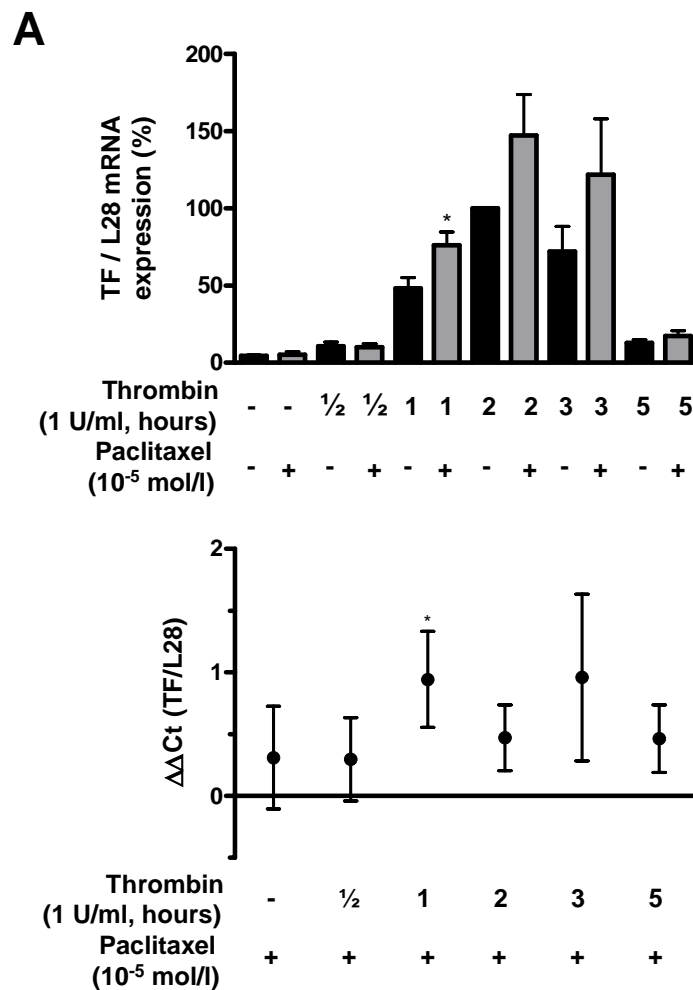 A
TF / L28 mRNA
expression (%)
200
150
100
50
0
*
Thrombin
(1 U/ml, hours)
- - ½ ½ 1 1 2 2 3 3 5 5
Paclitaxel
(10⁻⁵ mol/l)
- + - + - + - + - + - +
ΔΔCt (TF/L28)
2
1
0
*
Thrombin
(1 U/ml, hours)
- ½ 1 2 3 5
Paclitaxel
(10⁻⁵ mol/l)
+ + + + + +